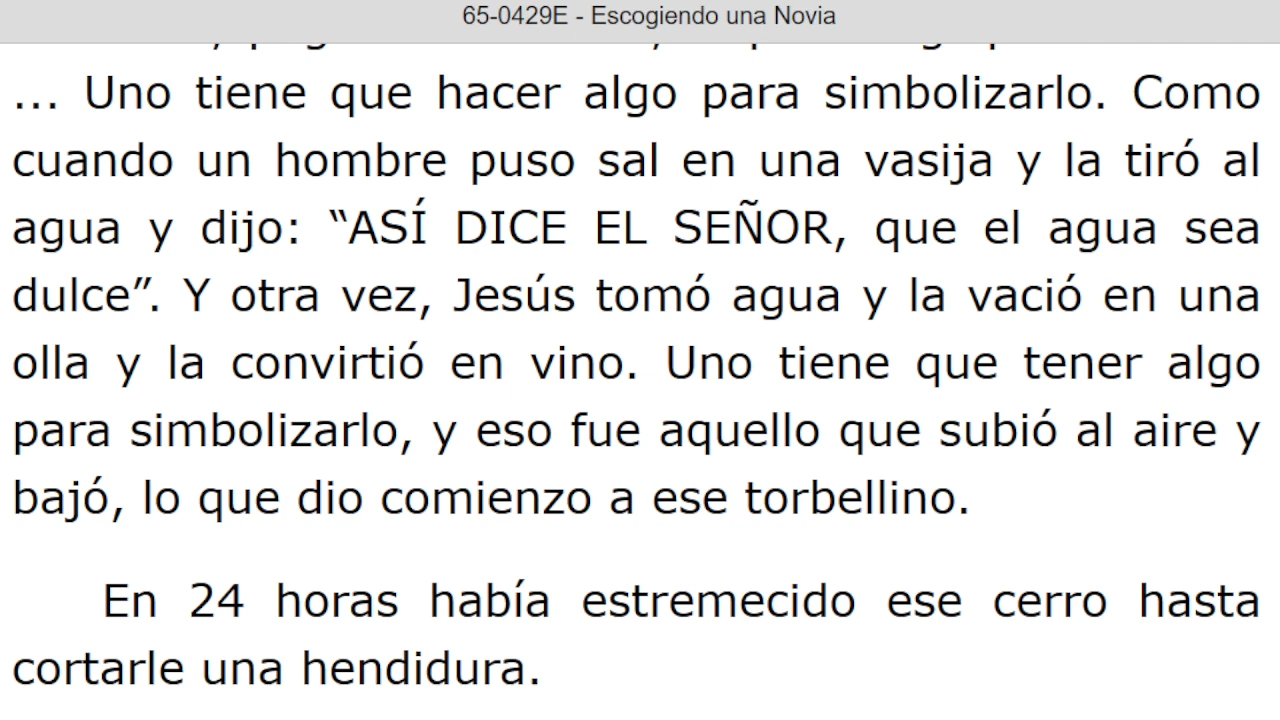 65-0429E - Escogiendo una Novia
... Uno tiene que hacer algo para simbolizarlo. Como
cuando un hombre puso sal en una vasija y la tiró al
agua y dijo: “ASÍ DICE EL SEÑOR, que el agua sea
dulce”. Y otra vez, Jesús tomó agua y la vació en una
olla y la convirtió en vino. Uno tiene que tener algo
para simbolizarlo, y eso fue aquello que subió al aire y
bajó, lo que dio comienzo a ese torbellino.
En 24 horas había estremecido ese cerro hasta
cortarle una hendidura.